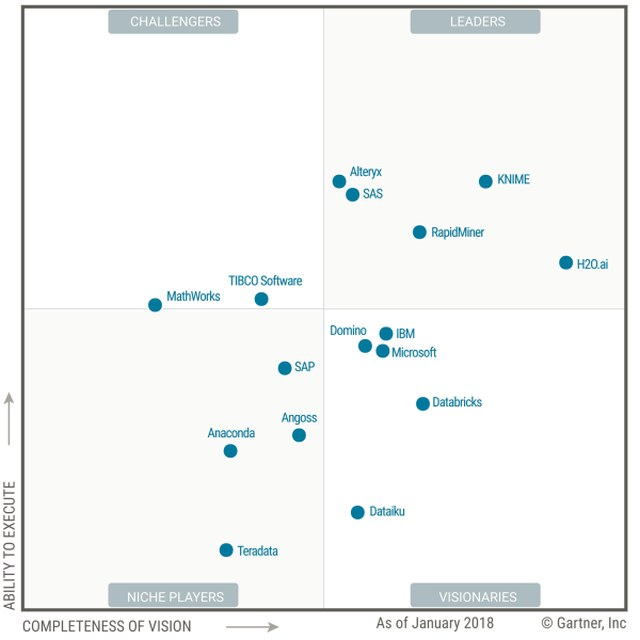 CHALLENGERS
LEADERS
Alteryx
SAS
KNIME
RapidMiner
H2O.ai
TIBCO Software
MathWorks
Domino
IBM
Microsoft
SAP
Databricks
Angoss
Anaconda
Dataiku
Teradata
NICHE PLAYERS
VISIONARIES
ABILITY TO EXECUTE
COMPLETENESS OF VISION
As of January 2018
© Gartner, Inc